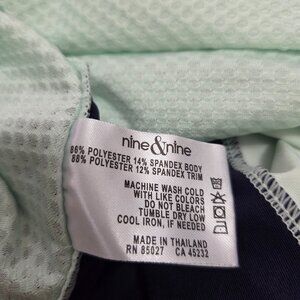 nine&nine
86% POLYESTER 14% SPANDEX BODY
88% POLYESTER 12% SPANDEX TRIM
MACHINE WASH COLD
WITH LIKE COLORS
DO NOT BLEACH
TUMBLE DRY LOW
COOL IRON, IF NEEDED
MADE IN THAILAND
RN 85027 CA 45232